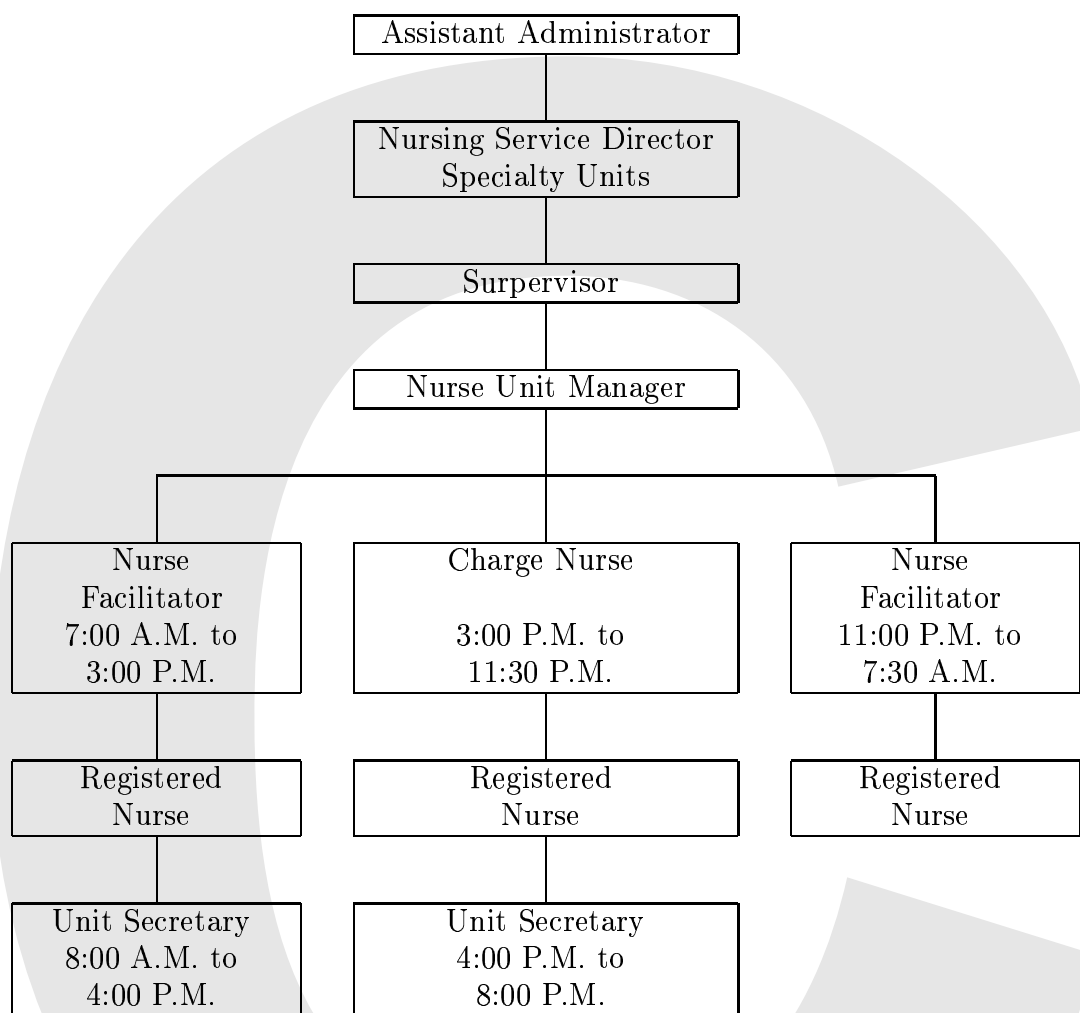 Assistant Administrator
Nursing Service Director
Specialty Units
Surpervisor
Nurse Unit Manager
Nurse
Facilitator
7:00 A.M. to
3:00 P.M.
Charge Nurse
3:00 P.M. to
11:30 P.M.
Nurse
Facilitator
11:00 P.M. to
7:30 A.M.
Registered
Nurse
Registered
Nurse
Registered
Nurse
Unit Secretary
8:00 A.M. to
4:00 P.M.
Unit Secretary
4:00 P.M. to
8:00 P.M.